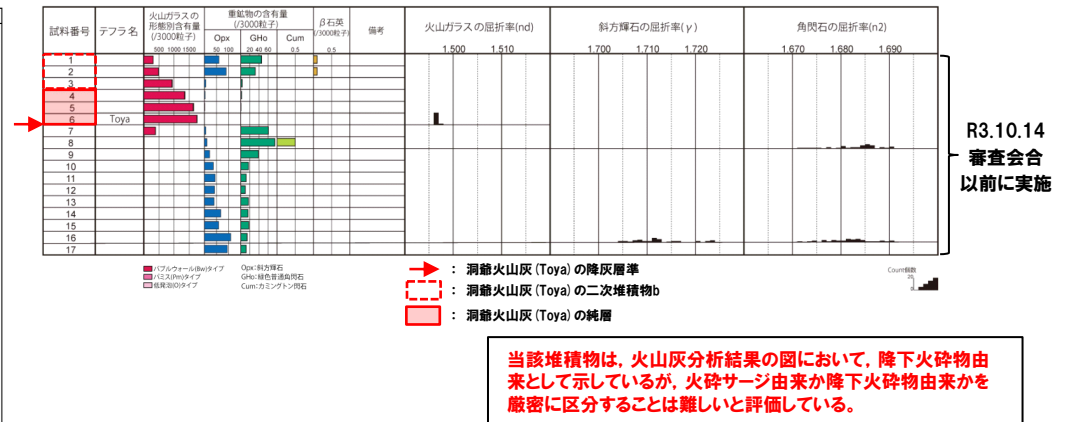 試料番号 テフラ名 火山ガラスの形態別含有量(/3000粒子) 重鉱物の含有量(/3000粒子) β石英(/3000粒子) 備考 火山ガラスの屈折率(nd) 斜方輝石の屈折率(γ) 角閃石の屈折率(n2)
Opx GHo Cum
500 1000 1500 50 100 20 40 60 0.5 0.5 1.500 1.510 1.700 1.710 1.720 1.670 1.680 1.690
1
2
3
4
5
6 Toya
7
8
9
10
11
12
13
14
15
16
17
R3.10.14
審査会合
以前に実施
バブルウォール(Bw)タイプ Opx:斜方輝石
パミス(Pm)タイプ GHo:緑色普通角閃石
低発泡(O)タイプ Cum:カミングトン閃石
： 洞爺火山灰(Toya)の降灰層準
： 洞爺火山灰(Toya)の二次堆積物b
： 洞爺火山灰(Toya)の純層
Count個数
20
0
当該堆積物は，火山灰分析結果の図において，降下火砕物由
来として示しているが，火砕サージ由来か降下火砕物由来かを
厳密に区分することは難しいと評価している。